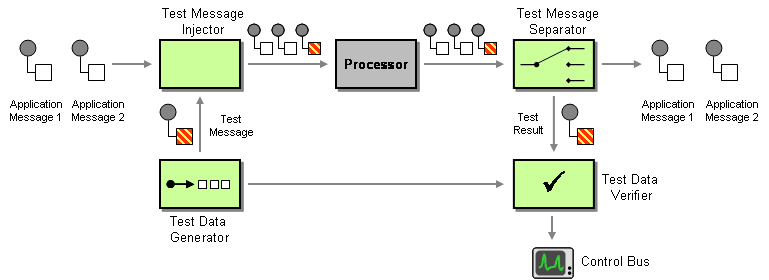 Test Message
Injector
Test Message
Separator
Processor
Application
Message 1
Application
Message 2
Test
Message
Test
Result
Application
Message 1
Application
Message 2
Test Data
Generator
Test Data
Verifier
Control Bus